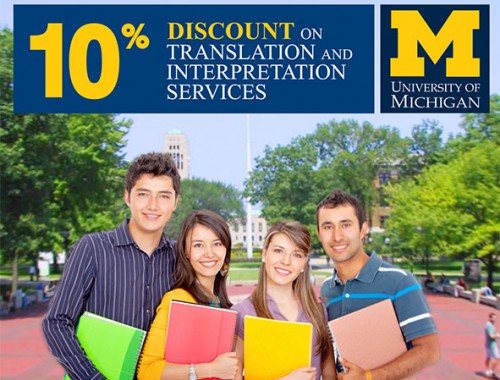 10%
DISCOUNT ON
TRANSLATION AND
INTERPRETATION
SERVICES
M
UNIVERSITY OF
MICHIGAN